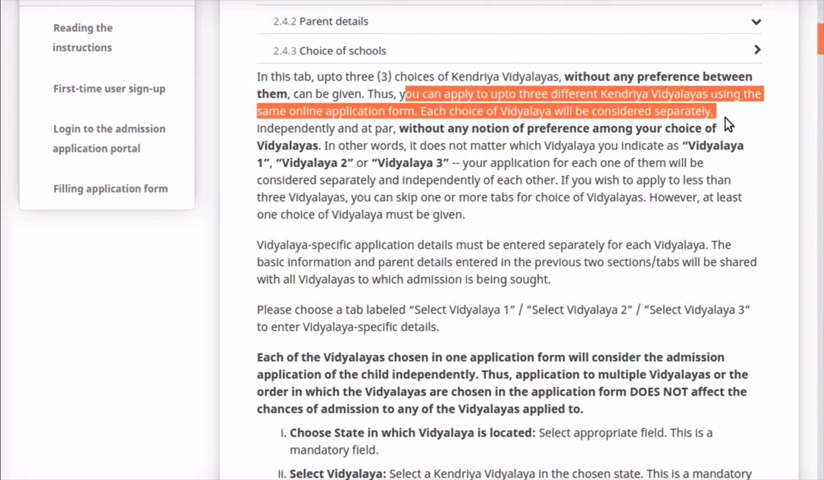 Reading the
instructions
First-time user sign-up
Login to the admission
application portal
Filling application form
2.4.2 Parent details
2.4.3 Choice of schools
In this tab, upto three (3) choices of Kendriya Vidyalayas, without any preference between
them, can be given. Thus, you can apply to upto three different Kendriya Vidyalayas using the
same online application form. Each choice of Vidyalaya will be considered separately,
independently and at par, without any notion of preference among your choice of
Vidyalayas. In other words, it does not matter which Vidyalaya you indicate as “Vidyalaya
1”, “Vidyalaya 2” or “Vidyalaya 3” -- your application for each one of them will be
considered separately and independently of each other. If you wish to apply to less than
three Vidyalayas, you can skip one or more tabs for choice of Vidyalayas. However, at least
one choice of Vidyalaya must be given.
Vidyalaya-specific application details must be entered separately for each Vidyalaya. The
basic information and parent details entered in the previous two sections/tabs will be shared
with all Vidyalayas to which admission is being sought.
Please choose a tab labeled “Select Vidyalaya 1” / “Select Vidyalaya 2” / “Select Vidyalaya 3”
to enter Vidyalaya-specific details.
Each of the Vidyalayas chosen in one application form will consider the admission
application of the child independently. Thus, application to multiple Vidyalayas or the
order in which the Vidyalayas are chosen in the application form DOES NOT affect the
chances of admission to any of the Vidyalayas applied to.
i. Choose State in which Vidyalaya is located: Select appropriate field. This is a
mandatory field.
ii. Select Vidyalaya: Select a Kendriya Vidyalaya in the chosen state. This is a mandatory